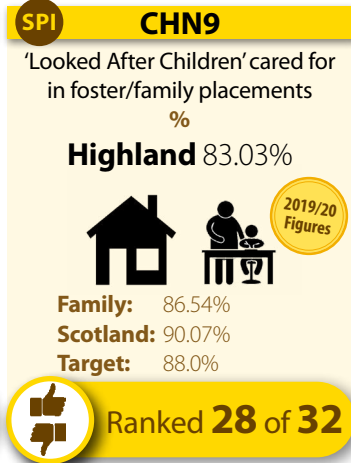 SPI
CHN9
‘Looked After Children’ cared for
in foster/family placements
%
Highland 83.03%
2019/20
Figures
Family: 86.54%
Scotland: 90.07%
Target: 88.0%
Ranked 28 of 32